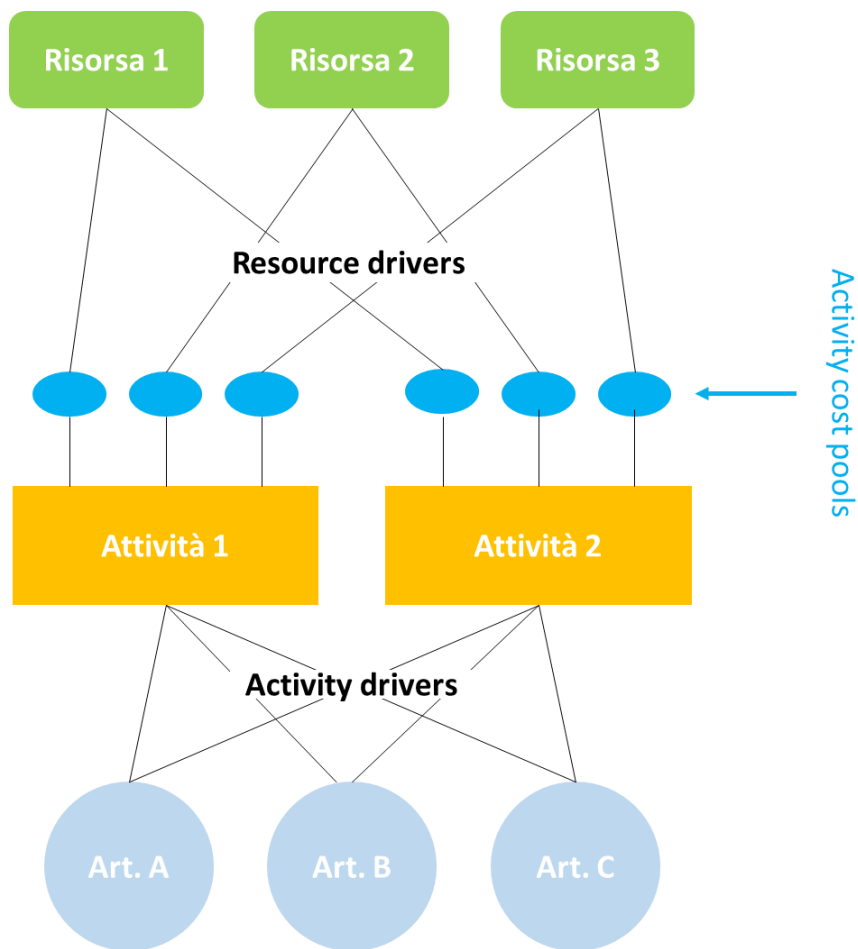 Risorsa 1
Risorsa 2
Risorsa 3
Resource drivers
Activity cost pools
Attività 1
Attività 2
Activity drivers
Art. A
Art. B
Art. C